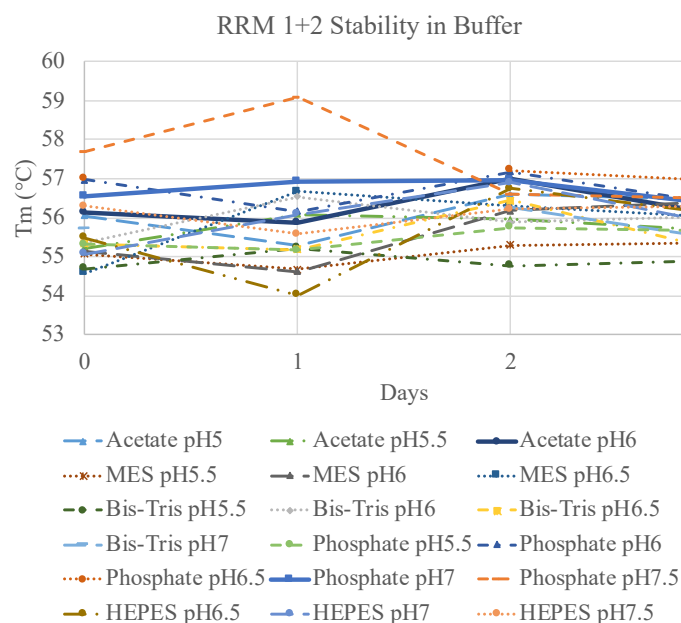 RRM 1+2 Stability in Buffer
60
59
58
57
56
55
54
53
Tm (°C)
0 1 2
Days
Acetate pH5 Acetate pH5.5 Acetate pH6
MES pH5.5 MES pH6 MES pH6.5
Bis-Tris pH5.5 Bis-Tris pH6 Bis-Tris pH6.5
Bis-Tris pH7 Phosphate pH5.5 Phosphate pH6
Phosphate pH6.5 Phosphate pH7 Phosphate pH7.5
HEPES pH6.5 HEPES pH7 HEPES pH7.5